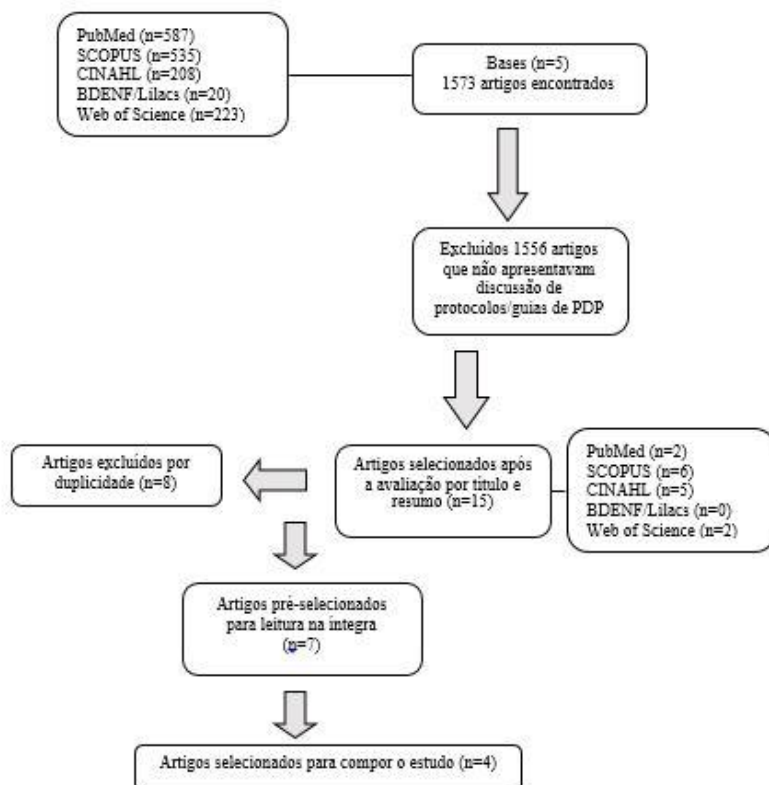 PubMed (n=587)
SCOPUS (n=535)
CINAHL (n=208)
BDENF/Lilacs (n=20)
Web of Science (n=223)
Bases (n=5)
1573 artigos encontrados
Excluídos 1556 artigos
que não apresentavam
discussão de
protocolos/guias de PDP
Artigos excluídos por
duplicidade (n=8)
Artigos selecionados após
a avaliação por título e
resumo (n=15)
PubMed (n=2)
SCOPUS (n=6)
CINAHL (n=5)
BDENF/Lilacs (n=0)
Web of Science (n=2)
Artigos pré-selecionados
para leitura na íntegra
(n=7)
Artigos selecionados para compor o estudo (n=4)